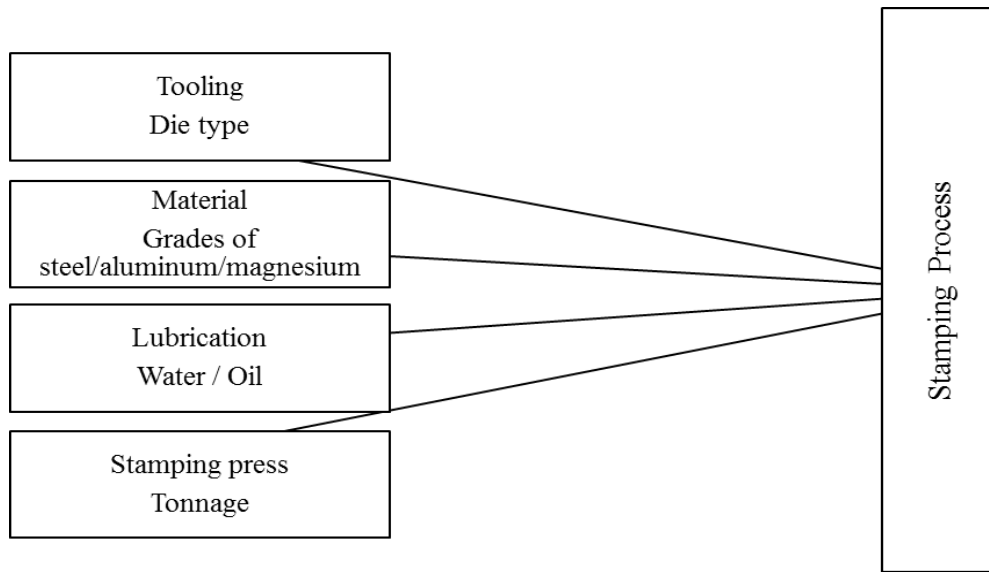 Tooling
Die type
Material
Grades of
steel/aluminum/magnesium
Lubrication
Water / Oil
Stamping press
Tonnage
Stamping Process